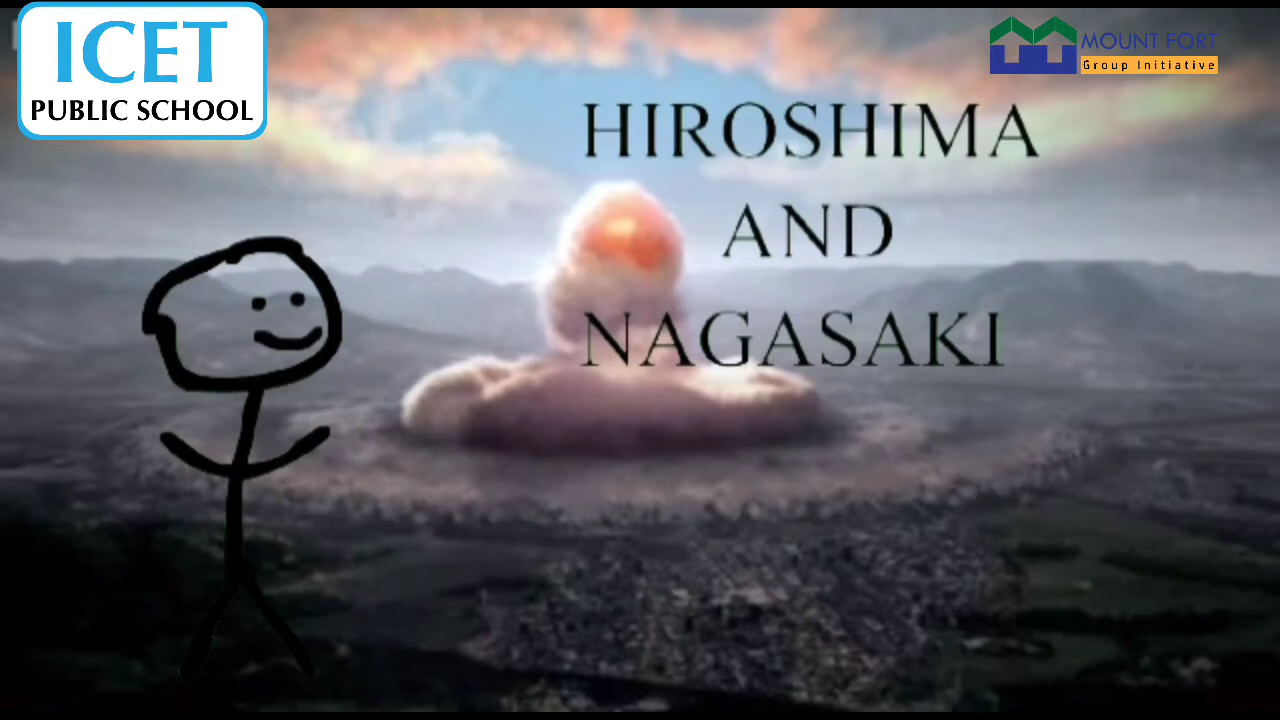 ICET
PUBLIC SCHOOL
MOUNT FORT
Group Initiative
HIROSHIMA
AND
NAGASAKI